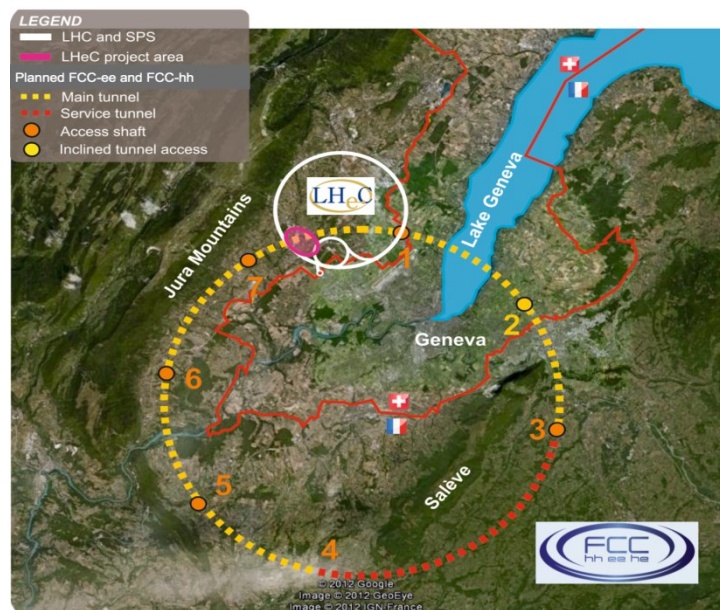 LEGEND
LHC and SPS
LHeC project area
Planned FCC-ee and FCC-hh
Main tunnel
Service tunnel
Access shaft
Inclined tunnel access
LHeC
Jura Mountains
Lake Geneva
1
7
2
Geneva
6
3
Salève
5
4
FCC
hh ee he
© 2012 Google
Image © 2012 GeoEye
Image © 2012 IGN France